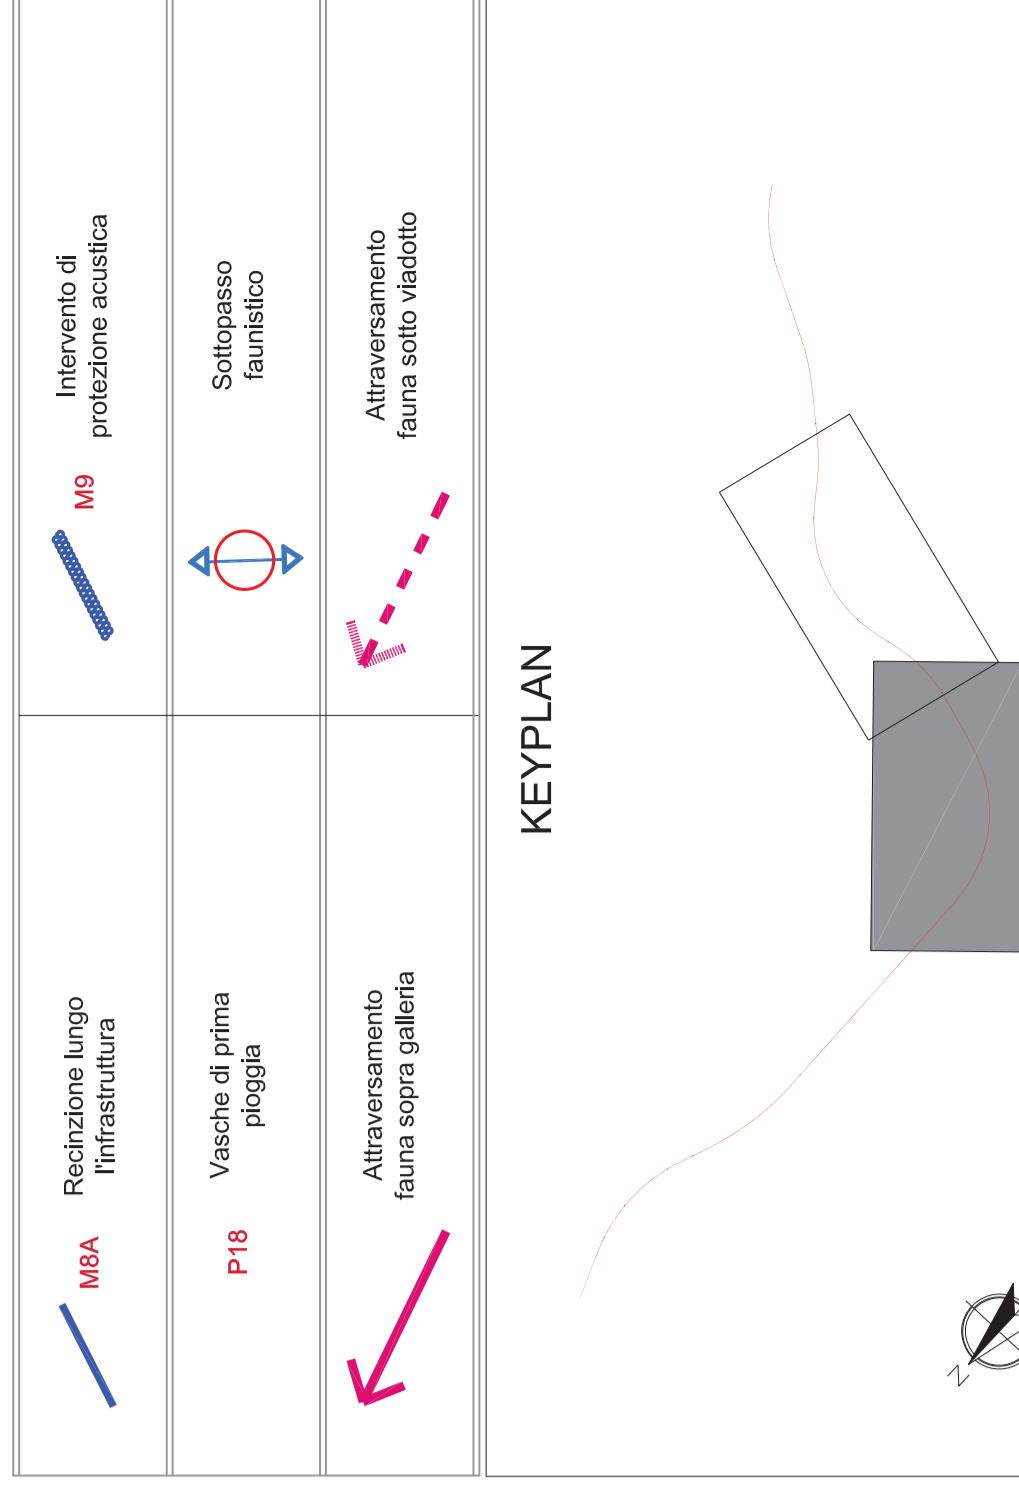 M8A
Recinzione lungo
l'infrastruttura
M9
Intervento di
protezione acustica
P18
Vasche di prima
pioggia
Sottopasso
faunistico
Attraversamento
fauna sopra galleria
Attraversamento
fauna sotto viadotto
KEYPLAN
N